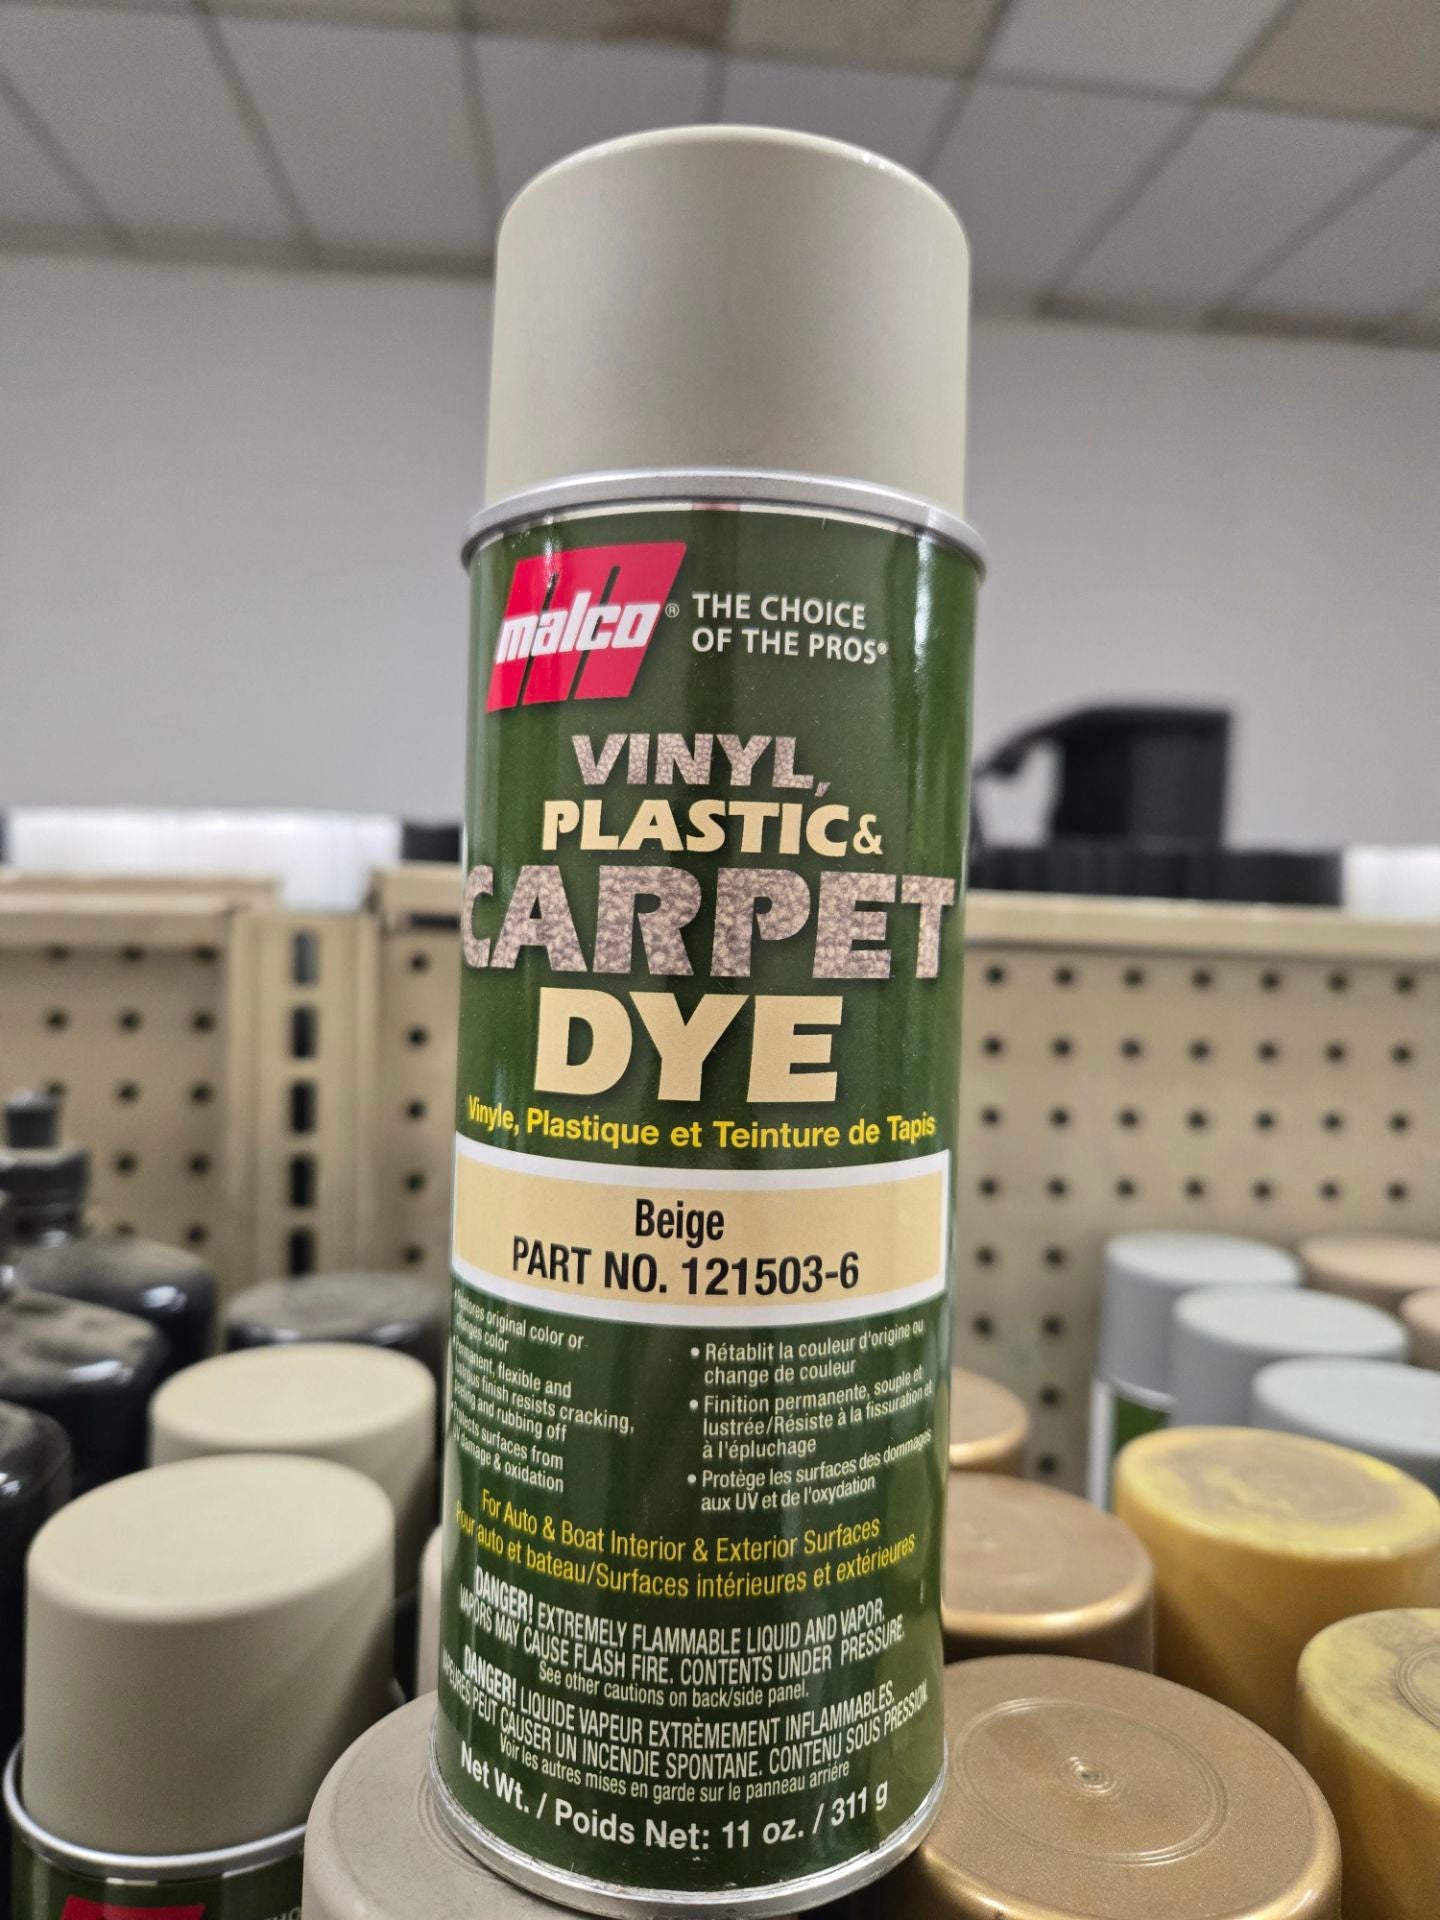 malco® THE CHOICE
OF THE PROS®
VINYL,
PLASTIC &
CARPET
DYE
Vinyle, Plastique et Teinture de Tapis
Beige
PART NO. 121503-6
original color or
color
flexible and
finish resists cracking,
and rubbing off
Protects surfaces from
UV damage & oxidation
• Rétablit la couleur d'origine ou
change de couleur
• Finition permanente, souple et
lustrée/Résiste à la fissuration et
à l'épluchage
• Protège les surfaces des dommages
aux UV et de l'oxydation
For Auto & Boat Interior & Exterior Surfaces
Pour auto et bateau/Surfaces intérieures et extérieures
DANGER! EXTREMELY FLAMMABLE LIQUID AND VAPOR.
VAPORS MAY CAUSE FLASH FIRE. CONTENTS UNDER PRESSURE.
See other cautions on back/side panel.
DANGER! LIQUIDE VAPEUR EXTRÈMEMENT INFLAMMABLES.
PEUT CAUSER UN INCENDIE SPONTANE. CONTENU SOUS PRESSION.
Voir les autres mises en garde sur le panneau arriére
Net Wt. / Poids Net: 11 oz. / 311 g